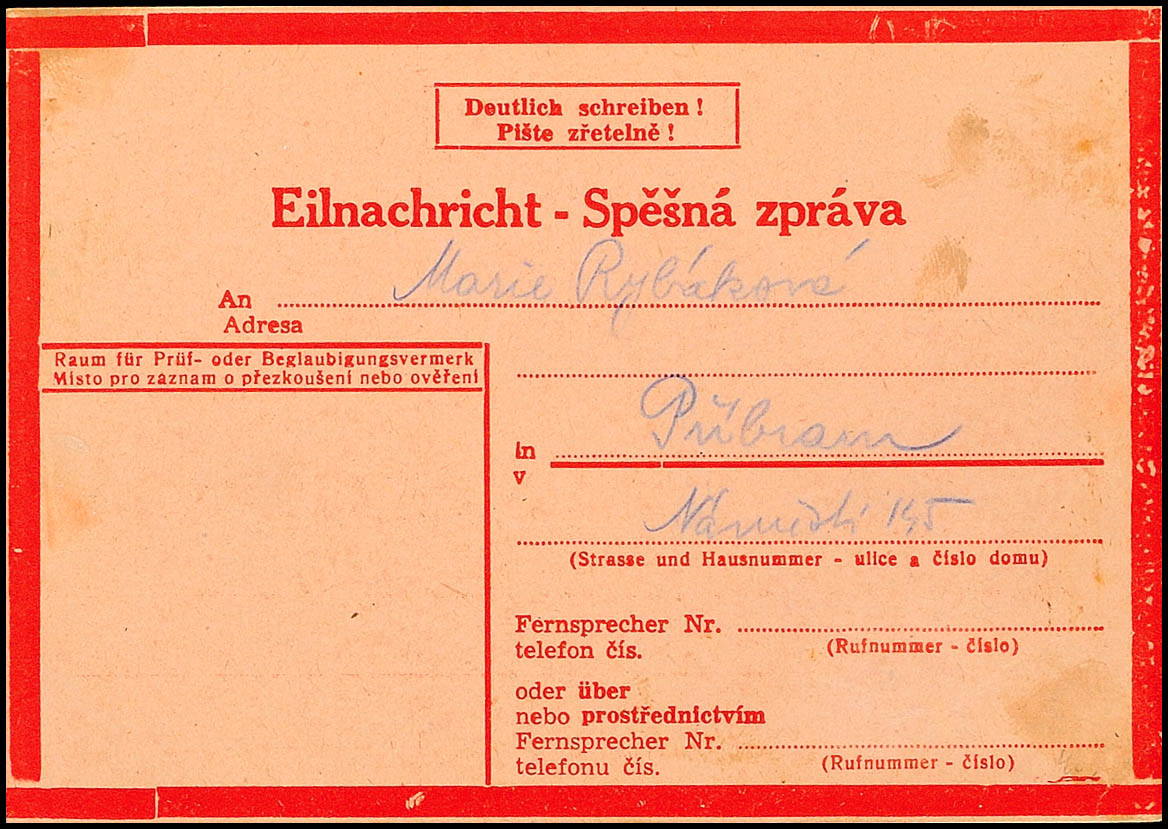 Deutlich schreiben!
Pište zřetelně!
Eilnachricht - Spěšná zpráva
An Marie Rybáková
Adresa
Raum für Prüf- oder Beglaubigungsvermerk
Místo pro záznam o přezkoušení nebo ověření
in Příbram
v
Náměstí 145
(Strasse und Hausnummer - ulice a číslo domu)
Fernsprecher Nr.
telefon čís.
(Rufnummer - číslo)
oder über
nebo prostřednictvím
Fernsprecher Nr.
telefonu čís.
(Rufnummer - číslo)